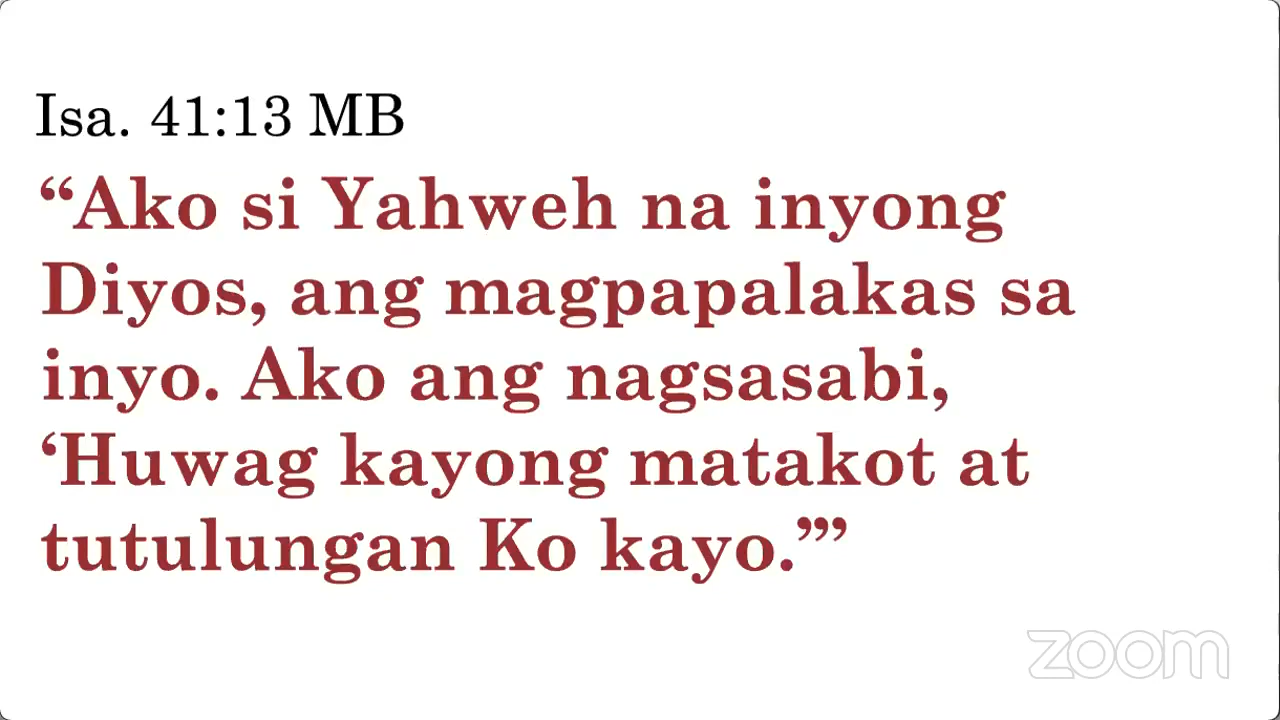 Isa. 41:13 MB
“Ako si Yahweh na inyong
Diyos, ang magpapalakas sa
inyo. Ako ang nagsasabi,
‘Huwag kayong matakot at
tutulungan Ko kayo.’”
zoom